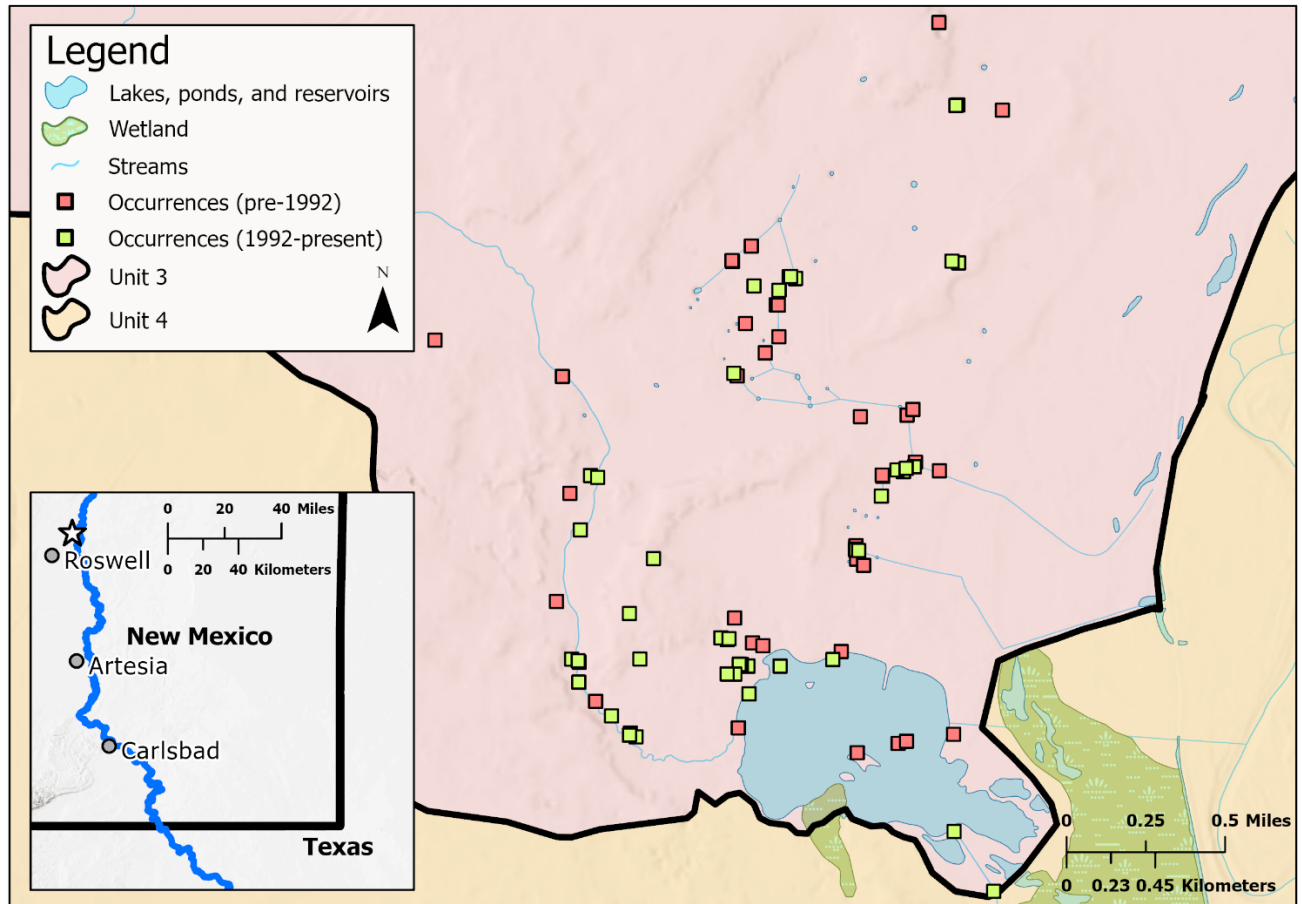 Legend
Lakes, ponds, and reservoirs
Wetland
Streams
Occurrences (pre-1992)
Occurrences (1992-present)
Unit 3
Unit 4
N
0 20 40 Miles
0 20 40 Kilometers
Roswell
New Mexico
Artesia
Carlsbad
Texas
0 0.25 0.5 Miles
0 0.23 0.45 Kilometers